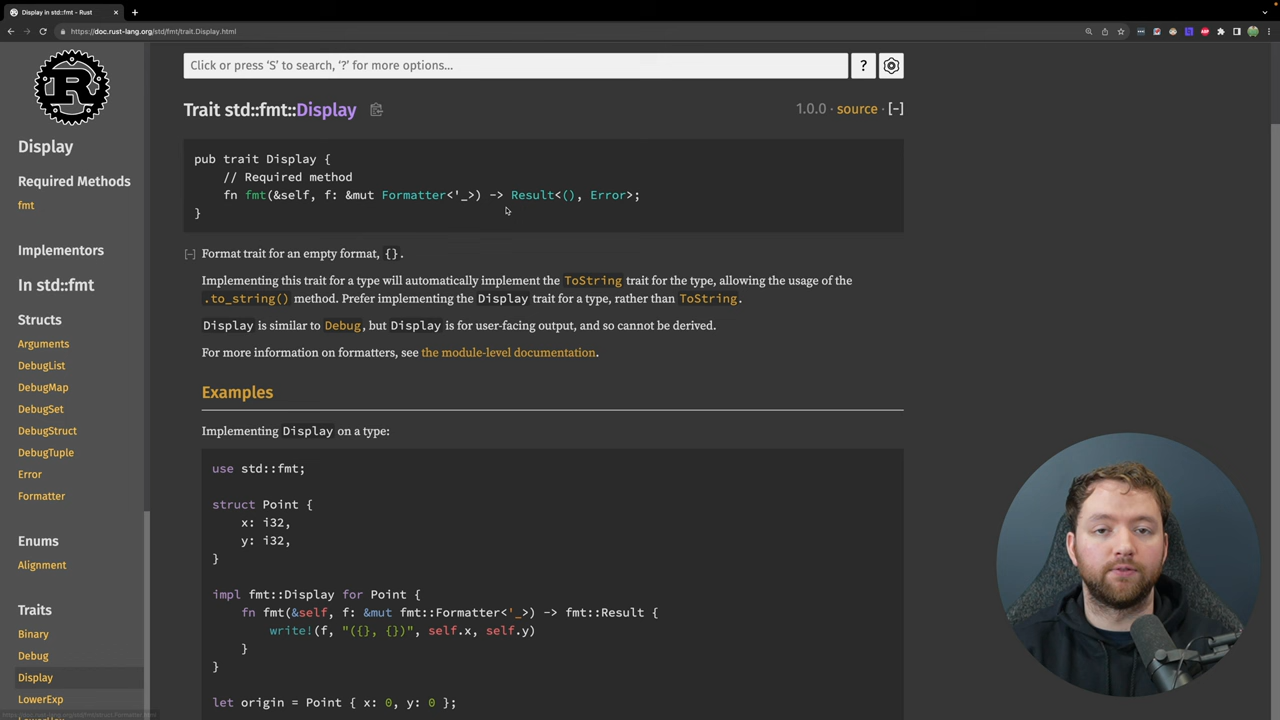 Display in std::fmt - Rust
https://doc.rust-lang.org/std/fmt/trait.Display.html
R
Display
Required Methods
fmt
Implementors
In std::fmt
Structs
Arguments
DebugList
DebugMap
DebugSet
DebugStruct
DebugTuple
Error
Formatter
Enums
Alignment
Traits
Binary
Debug
Display
LowerExp
Click or press ‘S’ to search, ‘?’ for more options…
?
Trait std::fmt::Display
1.0.0 · source · [−]
pub trait Display {
    // Required method
    fn fmt(&self, f: &mut Formatter<'_>) -> Result<(), Error>;
}
[−] Format trait for an empty format, {}.
Implementing this trait for a type will automatically implement the ToString trait for the type, allowing the usage of the
.to_string() method. Prefer implementing the Display trait for a type, rather than ToString.
Display is similar to Debug, but Display is for user-facing output, and so cannot be derived.
For more information on formatters, see the module-level documentation.
Examples
Implementing Display on a type:
use std::fmt;
struct Point {
    x: i32,
    y: i32,
}
impl fmt::Display for Point {
    fn fmt(&self, f: &mut fmt::Formatter<'_>) -> fmt::Result {
        write!(f, "({}, {})", self.x, self.y)
    }
}
let origin = Point { x: 0, y: 0 };